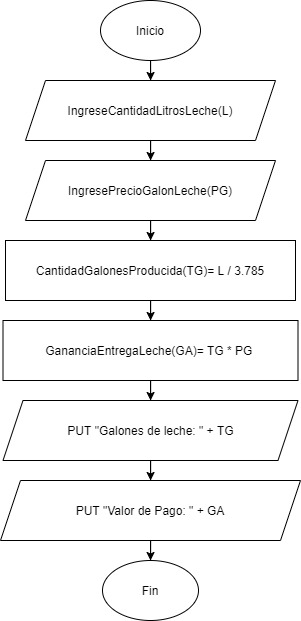 Inicio
IngreseCantidadLitrosLeche(L)
IngresePrecioGalonLeche(PG)
CantidadGalonesProducida(TG)= L / 3.785
GananciaEntregaLeche(GA)= TG * PG
PUT "Galones de leche: " + TG
PUT "Valor de Pago: " + GA
Fin